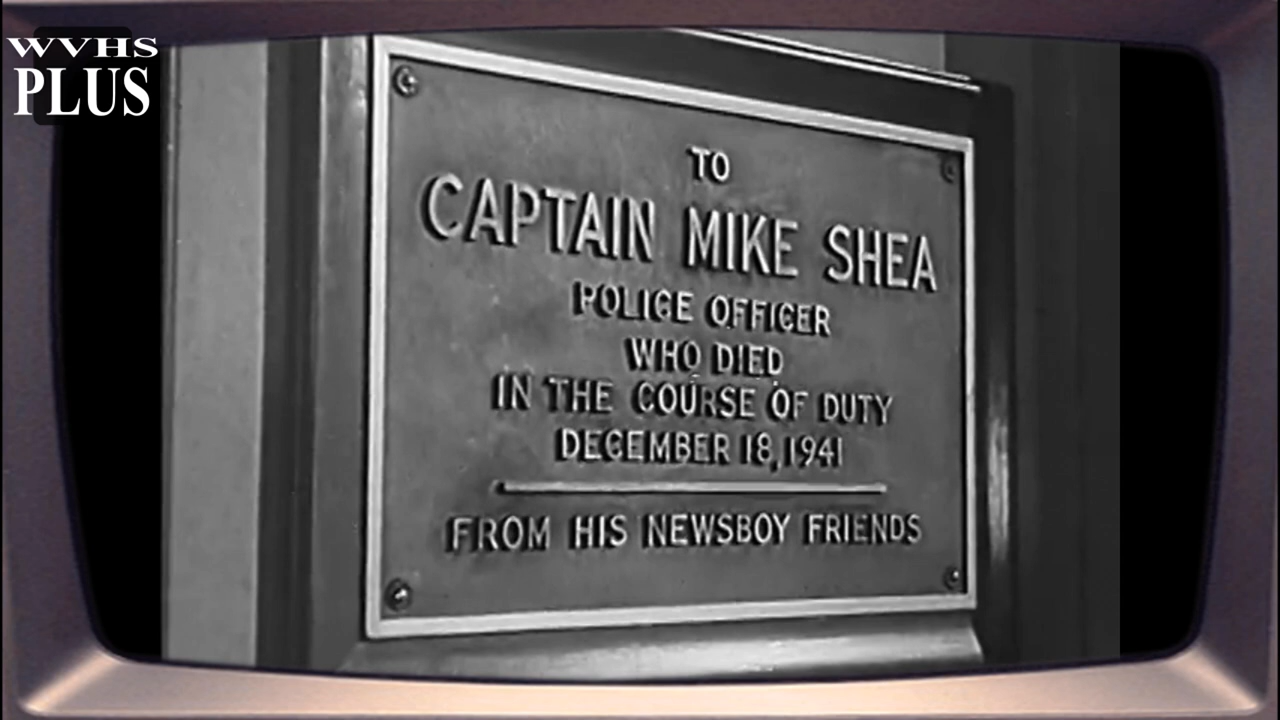 WVHS
PLUS
TO
CAPTAIN MIKE SHEA
POLICE OFFICER
WHO DIED
IN THE COURSE OF DUTY
DECEMBER 18, 1941
FROM HIS NEWSBOY FRIENDS